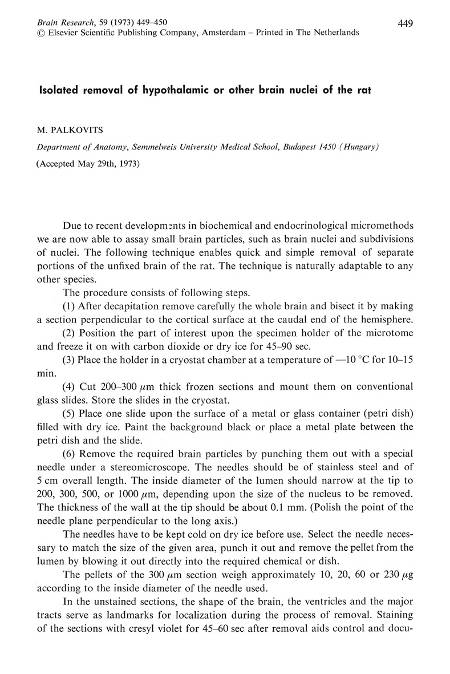 Brain Research, 59 (1973) 449–450
© Elsevier Scientific Publishing Company, Amsterdam – Printed in The Netherlands
449
Isolated removal of hypothalamic or other brain nuclei of the rat
M. PALKOVITS
Department of Anatomy, Semmelweis University Medical School, Budapest 1450 (Hungary)
(Accepted May 29th, 1973)
Due to recent developments in biochemical and endocrinological micromethods
we are now able to assay small brain particles, such as brain nuclei and subdivisions
of nuclei. The following technique enables quick and simple removal of separate
portions of the unfixed brain of the rat. The technique is naturally adaptable to any
other species.
The procedure consists of following steps.
(1) After decapitation remove carefully the whole brain and bisect it by making
a section perpendicular to the cortical surface at the caudal end of the hemisphere.
(2) Position the part of interest upon the specimen holder of the microtome
and freeze it on with carbon dioxide or dry ice for 45–90 sec.
(3) Place the holder in a cryostat chamber at a temperature of —10 °C for 10–15
min.
(4) Cut 200–300 μm thick frozen sections and mount them on conventional
glass slides. Store the slides in the cryostat.
(5) Place one slide upon the surface of a metal or glass container (petri dish)
filled with dry ice. Paint the background black or place a metal plate between the
petri dish and the slide.
(6) Remove the required brain particles by punching them out with a special
needle under a stereomicroscope. The needles should be of stainless steel and of
5 cm overall length. The inside diameter of the lumen should narrow at the tip to
200, 300, 500, or 1000 μm, depending upon the size of the nucleus to be removed.
The thickness of the wall at the tip should be about 0.1 mm. (Polish the point of the
needle plane perpendicular to the long axis.)
The needles have to be kept cold on dry ice before use. Select the needle neces-
sary to match the size of the given area, punch it out and remove the pellet from the
lumen by blowing it out directly into the required chemical or dish.
The pellets of the 300 μm section weigh approximately 10, 20, 60 or 230 μg
according to the inside diameter of the needle used.
In the unstained sections, the shape of the brain, the ventricles and the major
tracts serve as landmarks for localization during the process of removal. Staining
of the sections with cresyl violet for 45–60 sec after removal aids control and docu-